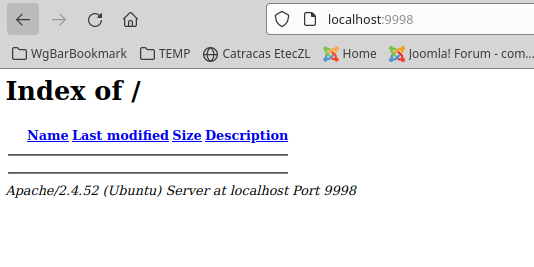 localhost:9998
WgBarBookmark TEMP Catracas EtecZL Home Joomla! Forum - com...
Index of /
Name Last modified Size Description
Apache/2.4.52 (Ubuntu) Server at localhost Port 9998